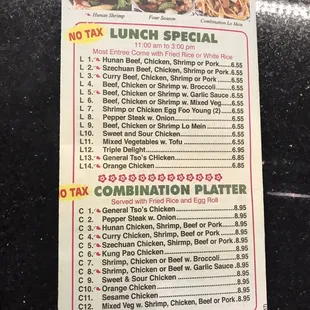 Hunan Shrimp
Four Season
Combination Lo Mein
NO TAX LUNCH SPECIAL
11:00 am to 3:00 pm
Most Entree Come with Fried Rice or White Rice
L 1. Hunan Beef, Chicken, Shrimp or Pork. 6.55
L 2. Szechuan Beef, Chicken, Shrimp or Pork. 6.55
L 3. Curry Beef, Chicken, Shrimp or Pork. 6.55
L 4. Beef, Chicken or Shrimp w. Broccoli 6.55
L 5. Beef, Chicken or Shrimp w. Garlic Sauce 6.55
L 6. Beef, Chicken or Shrimp w. Mixed Veg. 6.55
L 7. Shrimp or Chicken Egg Foo Young (2) 6.55
L 8. Pepper Steak w. Onion 6.55
L 9. Beef, Chicken or Shrimp Lo Mein 6.55
L10. Sweet and Sour Chicken 6.55
L11. Mixed Vegetables w. Tofu 6.55
L12. Triple Delight 6.85
L13. General Tso's Chicken 6.85
L14. Orange Chicken 6.85
NO TAX COMBINATION PLATTER
Served with Fried Rice and Egg Roll
C 1. General Tso's Chicken 8.95
C 2. Pepper Steak w. Onion 8.95
C 3. Hunan Chicken, Shrimp, Beef or Pork 8.95
C 4. Curry Chicken, Shrimp, Beef or Pork 8.95
C 5. Szechuan Chicken, Shrimp, Beef or Pork 8.95
C 6. Kung Pao Chicken 8.95
C 7. Shrimp, Chicken or Beef w. Broccoli 8.95
C 8. Shrimp, Chicken or Beef w. Garlic Sauce 8.95
C 9. Sweet & Sour Chicken 8.95
C10. Orange Chicken 8.95
C11. Sesame Chicken 8.95
C12. Mixed Veg w. Shrimp, Chicken, Beef or Pork 8.95